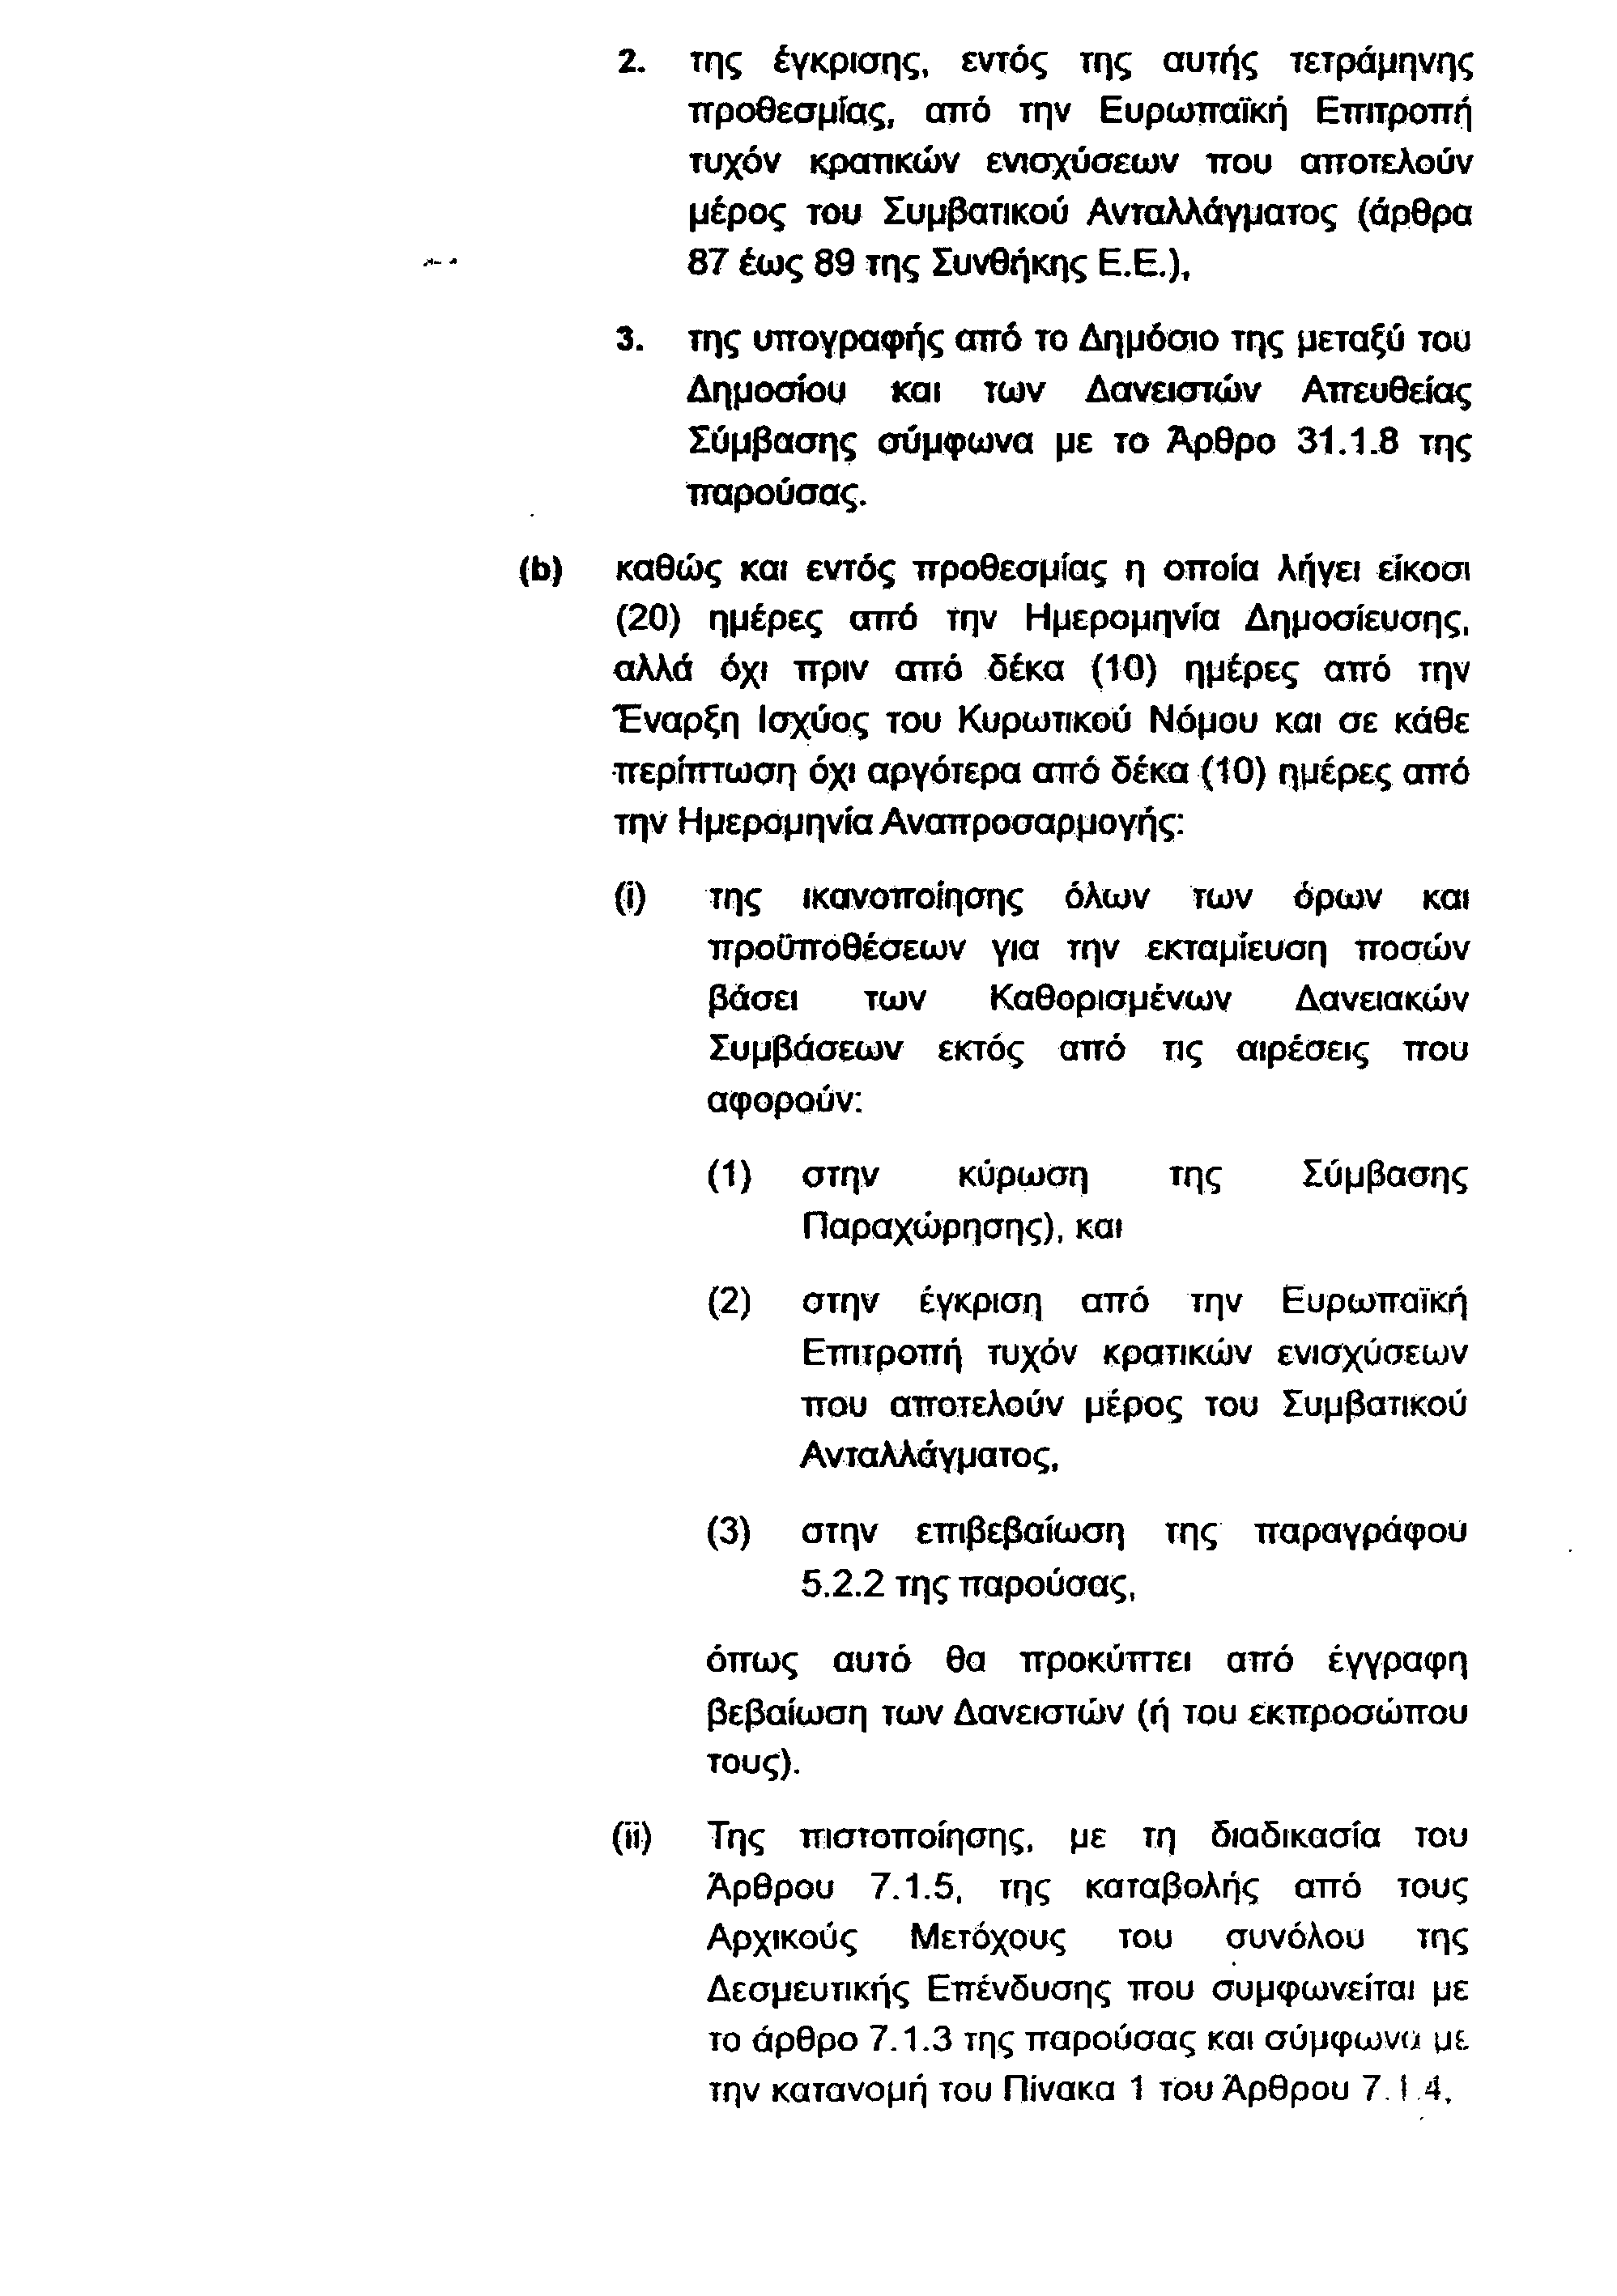 2. της έγκρισης, εντός της αυτής τετράμηνης
προθεσμίας, από την Ευρωπαϊκή Επιτροπή
τυχόν κρατικών ενισχύσεων που αποτελούν
μέρος του Συμβατικού Ανταλλάγματος (άρθρα
87 έως 89 της Συνθήκης Ε.Ε.),
3. της υπογραφής από το Δημόσιο της μεταξύ του
Δημοσίου και των Δανειστών Απευθείας
Σύμβασης σύμφωνα με το Άρθρο 31.1.8 της
παρούσας.
(b) καθώς και εντός προθεσμίας η οποία λήγει είκοσι
(20) ημέρες από την Ημερομηνία Δημοσίευσης,
αλλά όχι πριν από δέκα (10) ημέρες από την
Έναρξη Ισχύος του Κυρωτικού Νόμου και σε κάθε
περίπτωση όχι αργότερα από δέκα (10) ημέρες από
την Ημερομηνία Αναπροσαρμογής:
(i) της ικανοποίησης όλων των όρων και
προϋποθέσεων για την εκταμίευση ποσών
βάσει των Καθορισμένων Δανειακών
Συμβάσεων εκτός από τις αιρέσεις που
αφορούν:
(1) στην κύρωση της Σύμβασης
Παραχώρησης), και
(2) στην έγκριση από την Ευρωπαϊκή
Επιτροπή τυχόν κρατικών ενισχύσεων
που αποτελούν μέρος του Συμβατικού
Ανταλλάγματος,
(3) στην επιβεβαίωση της παραγράφου
5.2.2 της παρούσας,
όπως αυτό θα προκύπτει από έγγραφη
βεβαίωση των Δανειστών (ή του εκπροσώπου
τους).
(ii) Της πιστοποίησης, με τη διαδικασία του
Άρθρου 7.1.5, της καταβολής από τους
Αρχικούς Μετόχους του συνόλου της
Δεσμευτικής Επένδυσης που συμφωνείται με
το άρθρο 7.1.3 της παρούσας και σύμφωνα με
την κατανομή του Πίνακα 1 του Άρθρου 7.1.4,